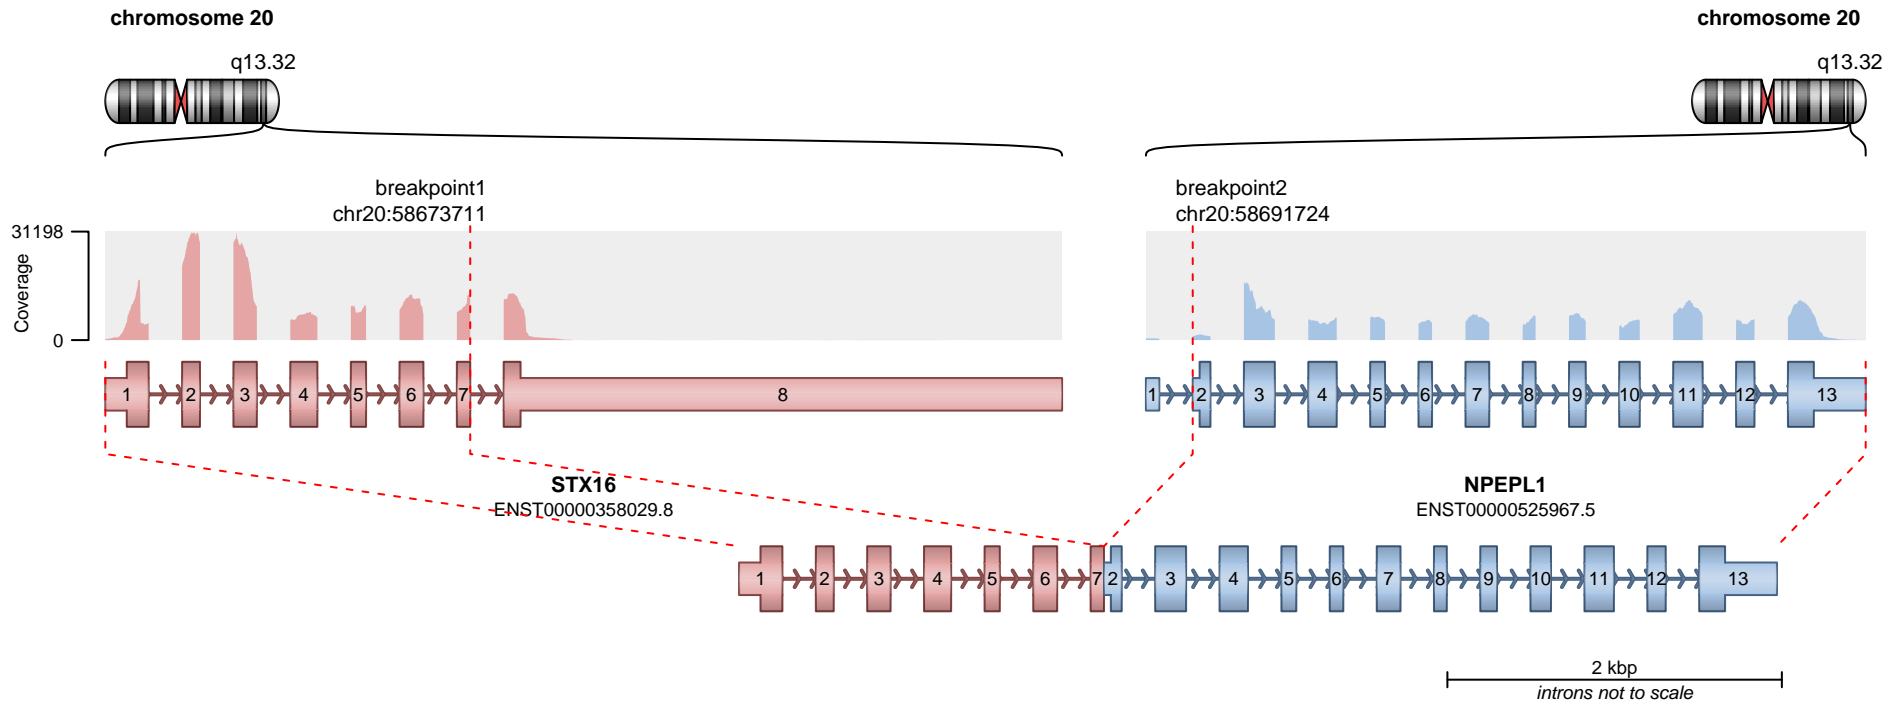 chromosome 20
chromosome 20
q13.32
q13.32
breakpoint1
chr20:58673711
breakpoint2
chr20:58691724
31198
Coverage
0
1 2 3 4 5 6 7 8
1 2 3 4 5 6 7 8 9 10 11 12 13
STX16
ENST00000358029.8
NPEPL1
ENST00000525967.5
1 2 3 4 5 6 7 2 3 4 5 6 7 8 9 10 11 12 13
2 kbp
introns not to scale